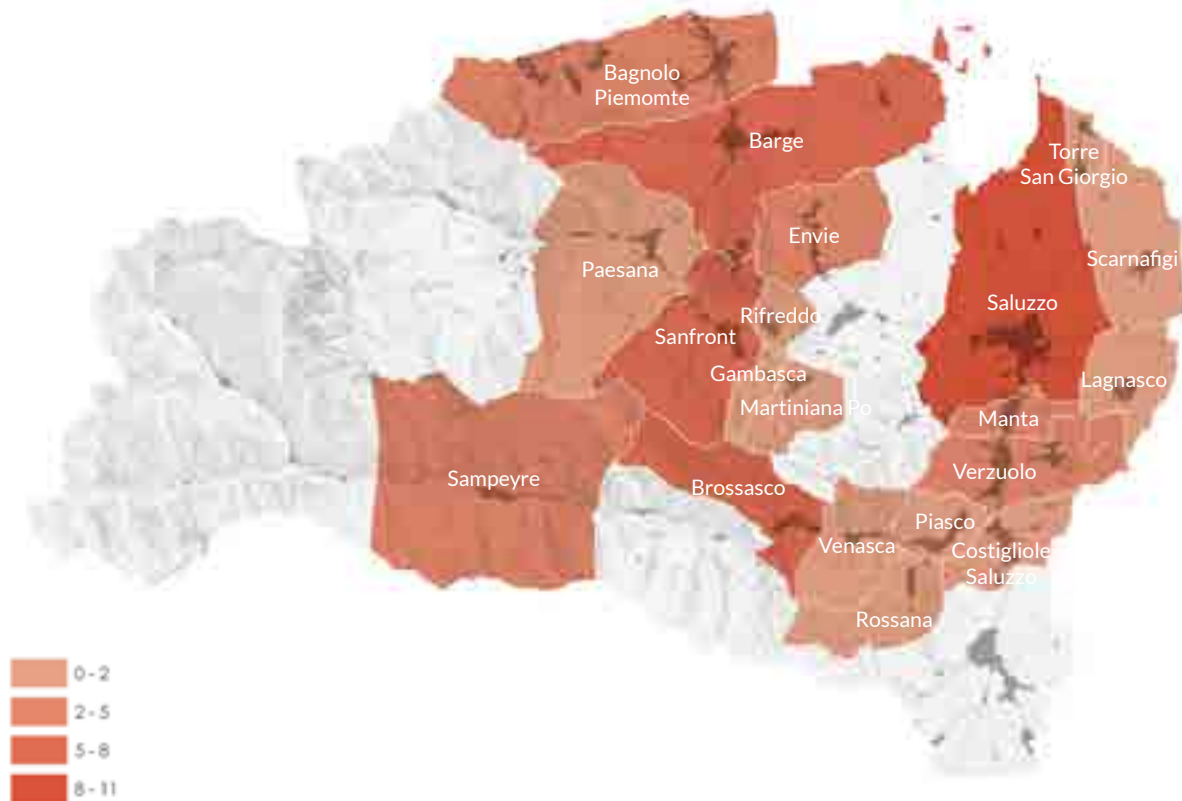 Bagnolo
Piemomte
Barge
Torre
San Giorgio
Envie
Scarnafigi
Paesana
Saluzzo
Rifreddo
Sanfront
Gambasca
Lagnasco
Martiniana Po
Manta
Verzuolo
Sampeyre
Brossasco
Piasco
Venasca
Costigliole
Saluzzo
Rossana
0 - 2
2 - 5
5 - 8
8 - 11